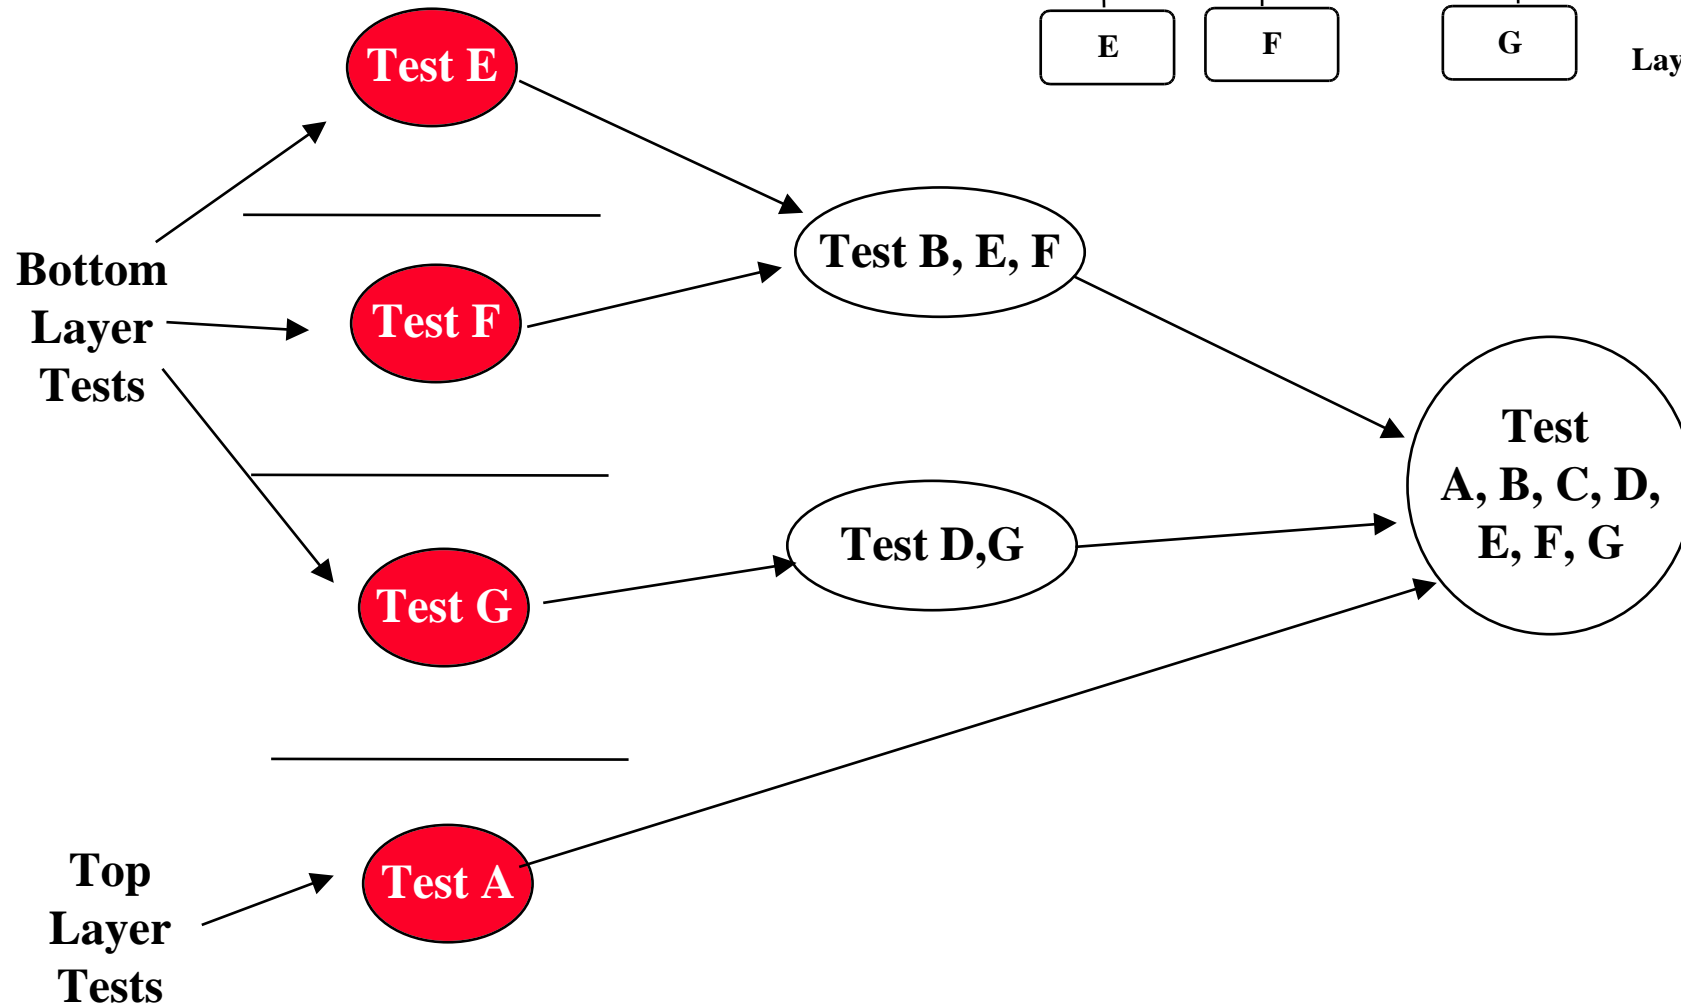 Test E
E
F
G
Lay
Bottom
Layer
Tests
Test B, E, F
Test F
Test
A, B, C, D,
E, F, G
Test D,G
Test G
Top
Layer
Tests
Test A